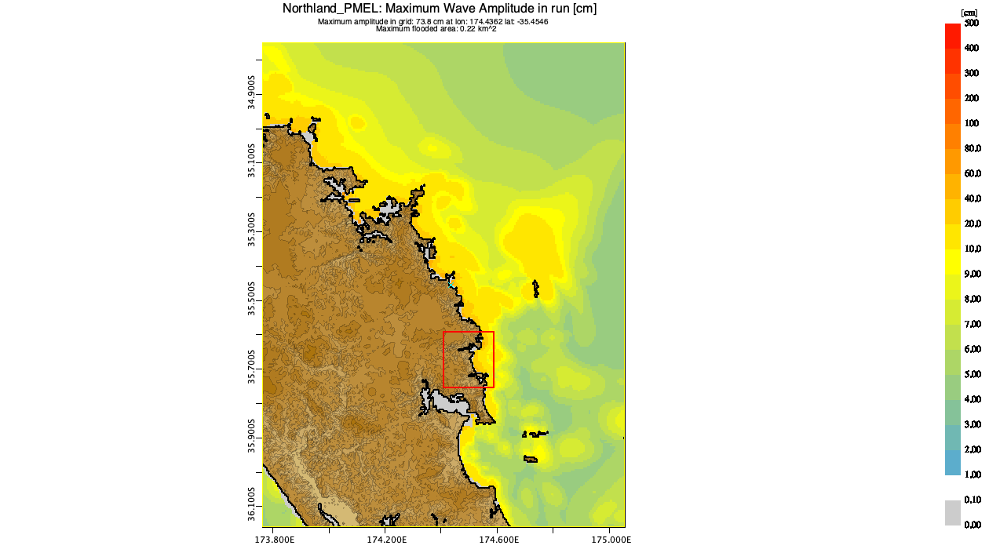 Northland_PMEL: Maximum Wave Amplitude in run [cm]
Maximum amplitude in grid: 73.8 cm at lon: 174.4362 lat: -35.4546
Maximum flooded area: 0.22 km^2
[cm]
500
400
300
200
100
80.0
60.0
40.0
20.0
10.0
9.00
8.00
7.00
6.00
5.00
4.00
3.00
2.00
1.00
0.10
0.00
34.900S
35.100S
35.300S
35.500S
35.700S
35.900S
36.100S
173.800E 174.200E 174.600E 175.000E